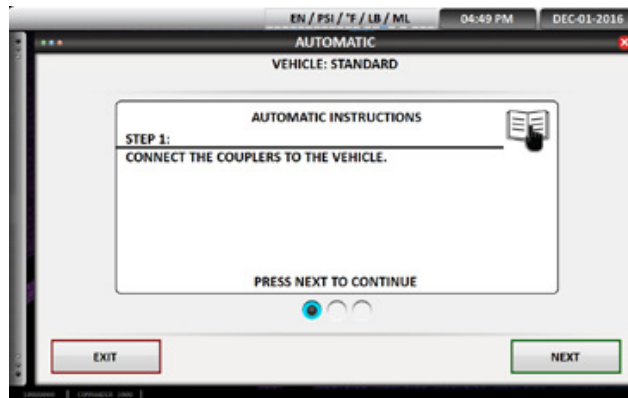 EN / PSI / °F / LB / ML 04:49 PM DEC-01-2016
AUTOMATIC
VEHICLE: STANDARD
AUTOMATIC INSTRUCTIONS
STEP 1:
CONNECT THE COUPLERS TO THE VEHICLE.
PRESS NEXT TO CONTINUE
EXIT NEXT